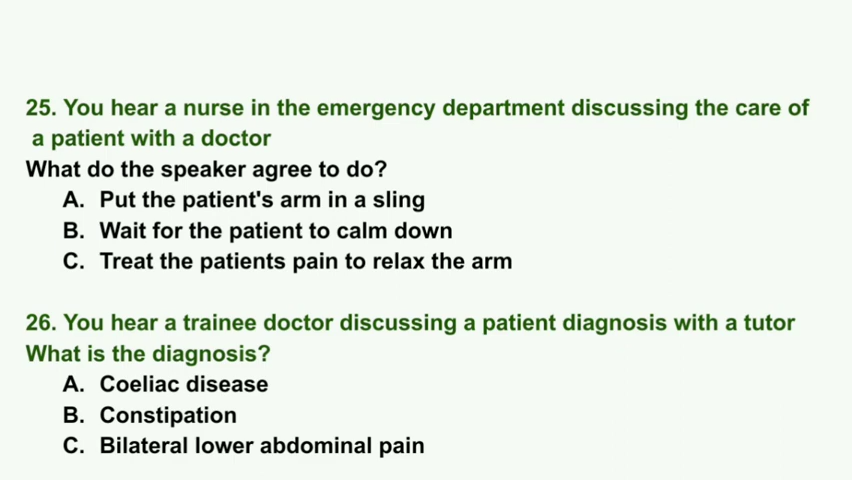 25. You hear a nurse in the emergency department discussing the care of
a patient with a doctor
What do the speaker agree to do?
A. Put the patient's arm in a sling
B. Wait for the patient to calm down
C. Treat the patients pain to relax the arm
26. You hear a trainee doctor discussing a patient diagnosis with a tutor
What is the diagnosis?
A. Coeliac disease
B. Constipation
C. Bilateral lower abdominal pain